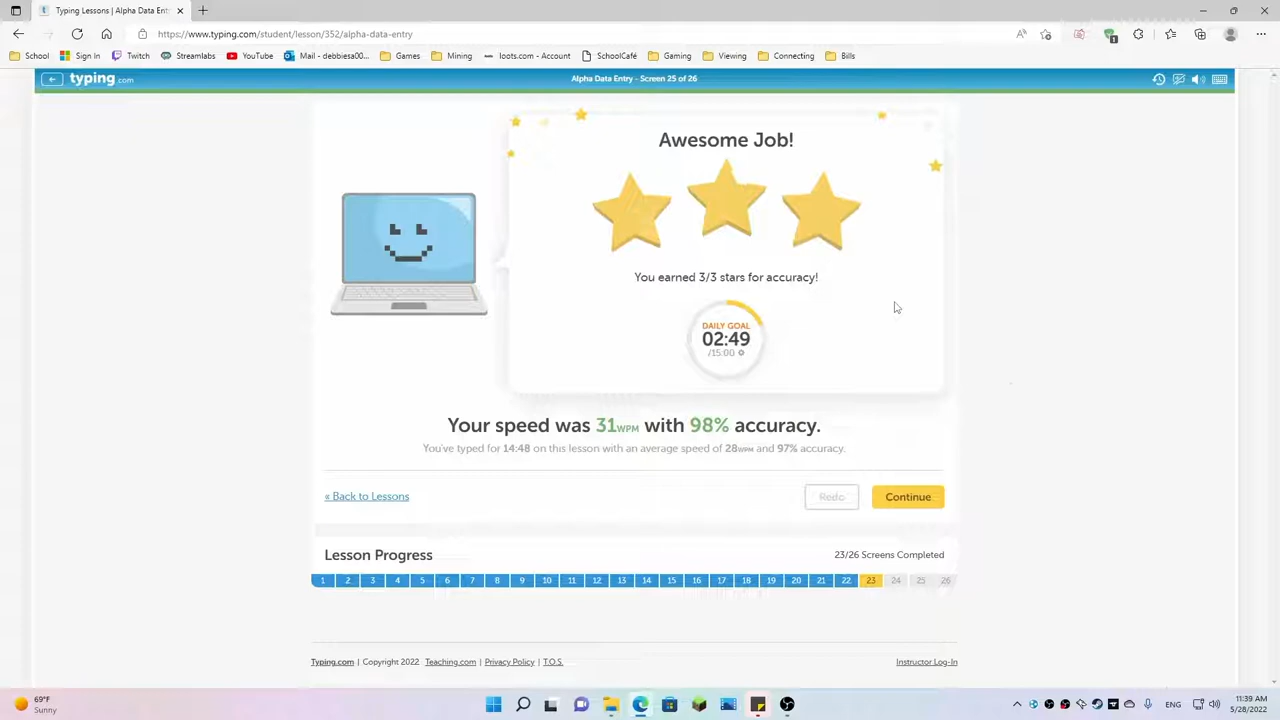 Typing Lessons | Alpha Data Entr
https://www.typing.com/student/lesson/352/alpha-data-entry
School Sign In Twitch Streamlabs YouTube Mail - debbiesa00... Games Mining loots.com - Account SchoolCafé Gaming Viewing Connecting Bills
typing.com Alpha Data Entry - Screen 25 of 26
Awesome Job!
You earned 3/3 stars for accuracy!
DAILY GOAL
02:49
/15:00
Your speed was 31WPM with 98% accuracy.
You've typed for 14:48 on this lesson with an average speed of 28WPM and 97% accuracy.
« Back to Lessons Redo Continue
Lesson Progress 23/26 Screens Completed
1 2 3 4 5 6 7 8 9 10 11 12 13 14 15 16 17 18 19 20 21 22 23 24 25 26
Typing.com | Copyright 2022 Teaching.com | Privacy Policy | T.O.S. Instructor Log-In
69°F
Sunny
ENG
11:39 AM
5/28/2022